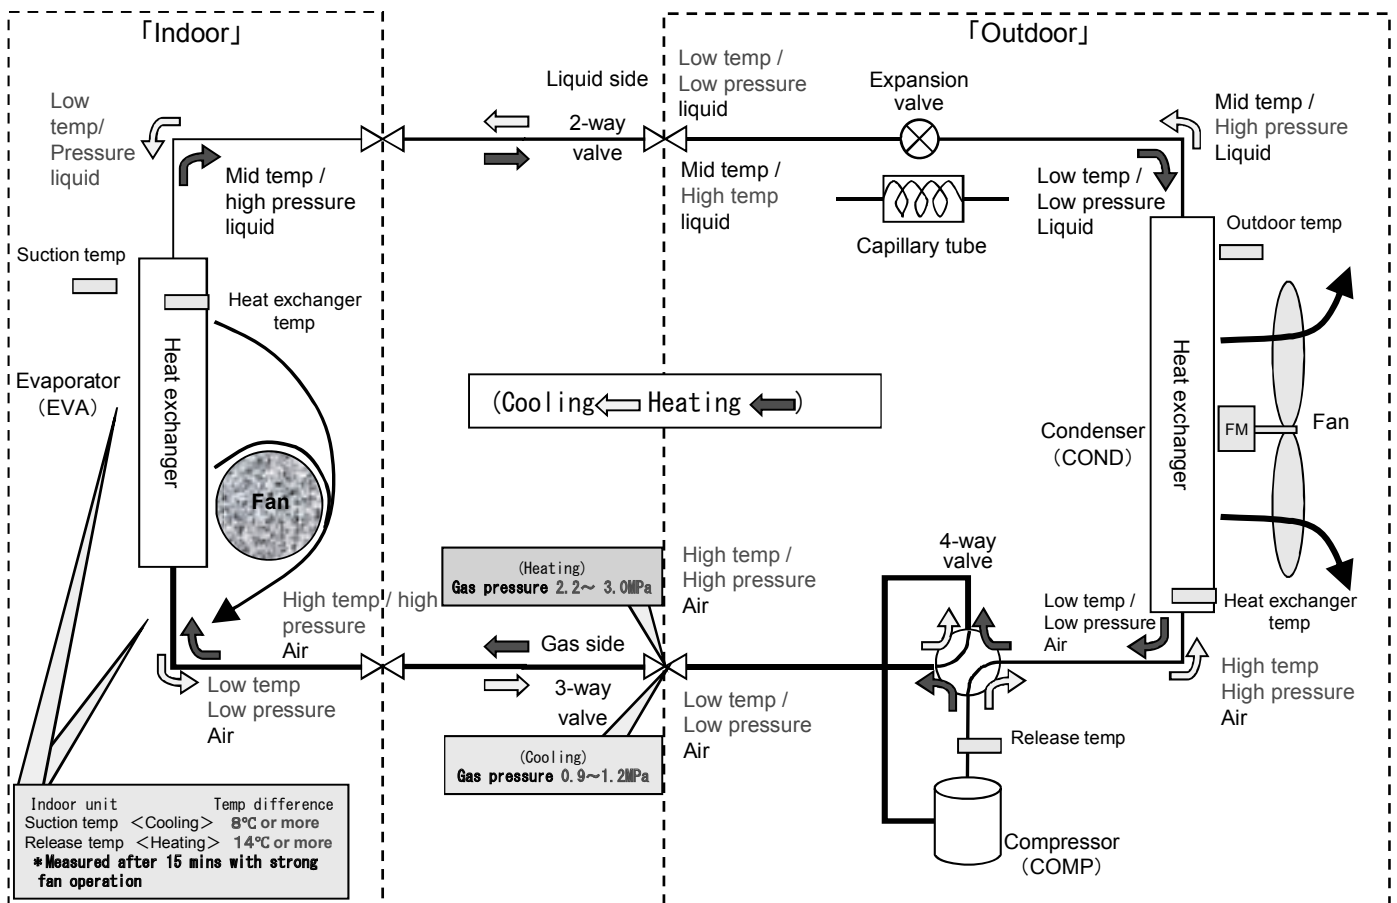 「Indoor」
「Outdoor」
Low
temp/
Pressure
liquid
Mid temp /
high pressure
liquid
Liquid side
2-way
valve
Low temp /
Low pressure
liquid
Mid temp /
High temp
liquid
Expansion
valve
Capillary tube
Mid temp /
High pressure
Liquid
Low temp /
Low pressure
Liquid
Suction temp
Heat exchanger
temp
Heat exchanger
Evaporator
(EVA)
Fan
(Cooling Heating )
Outdoor temp
Heat exchanger
Condenser
(COND)
FM
Fan
(Heating)
Gas pressure 2.2～ 3.0MPa
High temp /
High pressure
Air
4-way
valve
Low temp /
Low pressure
Air
Heat exchanger
temp
High temp / high
pressure
Air
Gas side
3-way
valve
Low temp
Low pressure
Air
Low temp /
Low pressure
Air
High temp
High pressure
Air
(Cooling)
Gas pressure 0.9～1.2MPa
Release temp
Compressor
(COMP)
Indoor unit Temp difference
Suction temp ＜Cooling＞ 8℃ or more
Release temp ＜Heating＞ 14℃ or more
*Measured after 15 mins with strong
fan operation